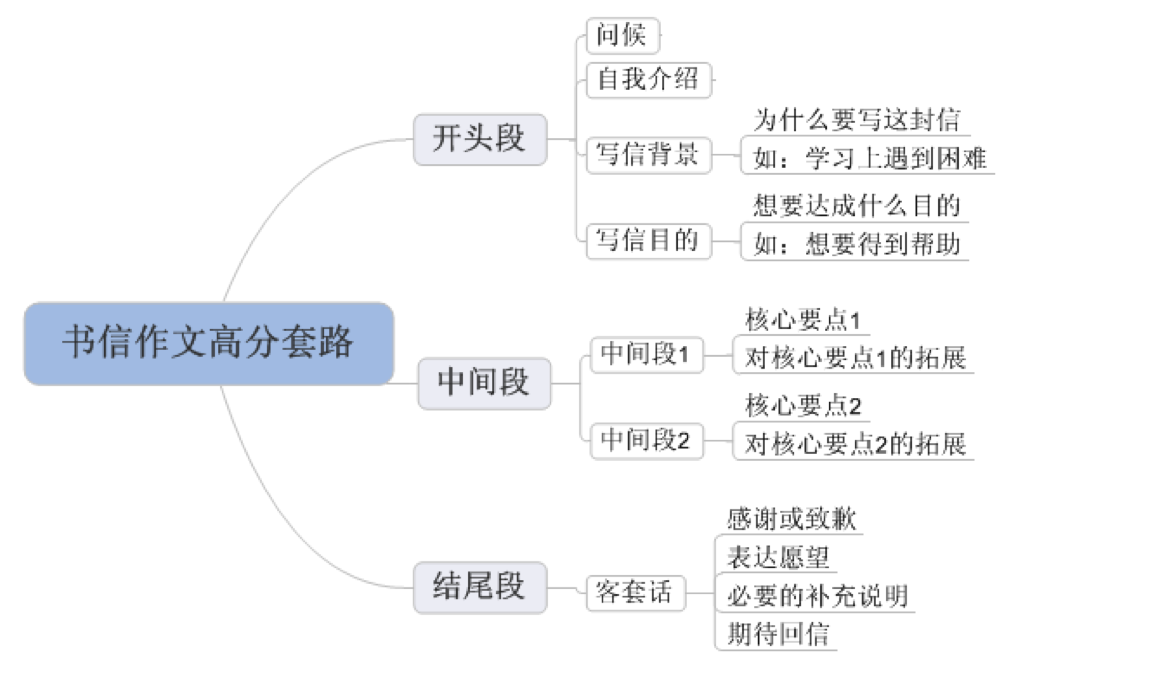 书信作文高分套路
开头段
问候
自我介绍
写信背景
为什么要写这封信
如：学习上遇到困难
写信目的
想要达成什么目的
如：想要得到帮助
中间段
中间段1
核心要点1
对核心要点1的拓展
中间段2
核心要点2
对核心要点2的拓展
结尾段
客套话
感谢或致歉
表达愿望
必要的补充说明
期待回信